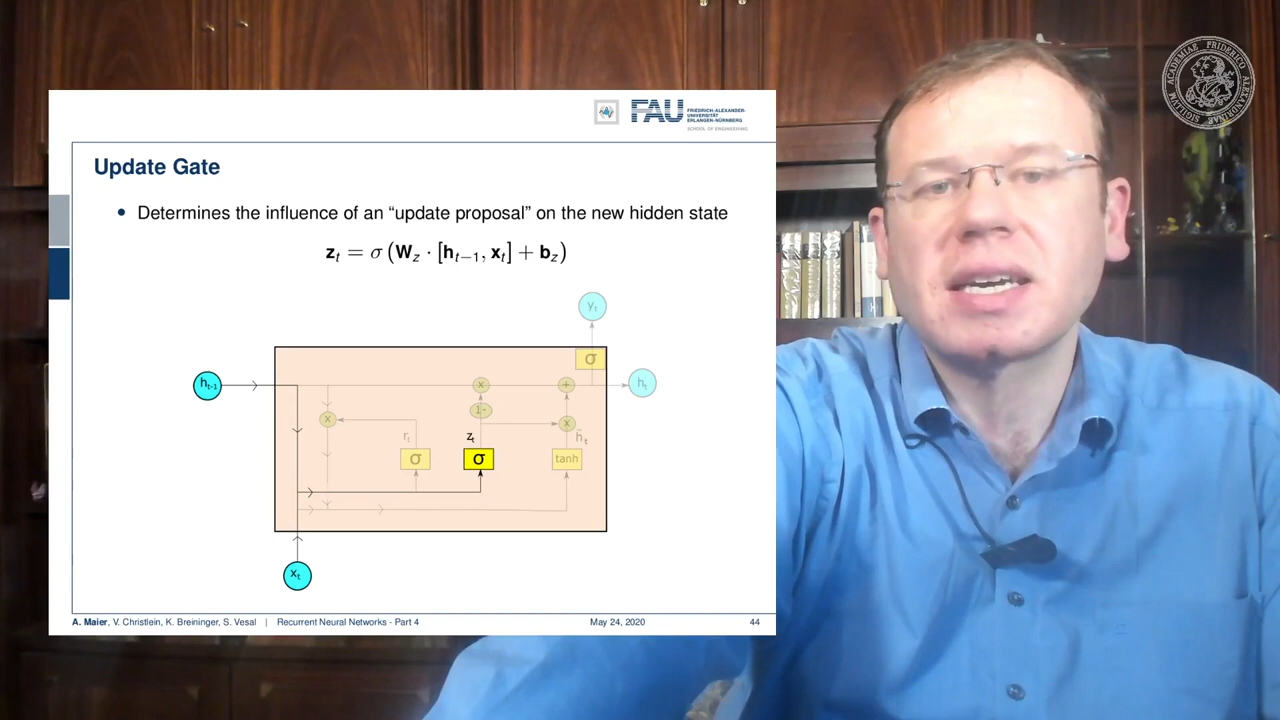 FAU FRIEDRICH-ALEXANDER-
UNIVERSITÄT
ERLANGEN-NÜRNBERG
SCHOOL OF ENGINEERING
Update Gate
• Determines the influence of an “update proposal” on the new hidden state
z_t = σ (W_z · [h_{t−1}, x_t] + b_z)
y_t
σ
h_{t-1}
x
+
h_t
x
1-
x
r_t
z_t
h̃_t
σ
σ
tanh
x_t
A. Maier, V. Christlein, K. Breininger, S. Vesal | Recurrent Neural Networks - Part 4
May 24, 2020
44